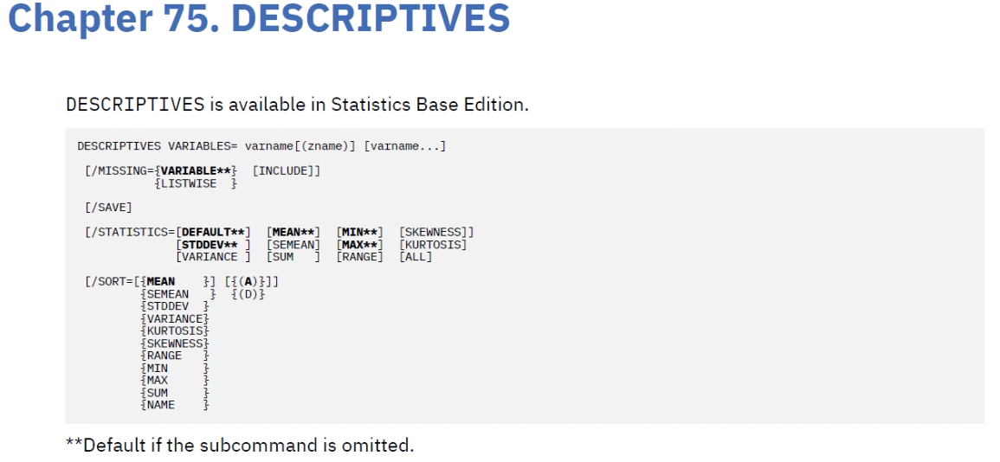 Chapter 75. DESCRIPTIVES
DESCRIPTIVES is available in Statistics Base Edition.
DESCRIPTIVES VARIABLES= varname[(zname)] [varname...]
[/MISSING={VARIABLE**}  [INCLUDE]]
          {LISTWISE  }
[/SAVE]
[/STATISTICS=[DEFAULT**]  [MEAN**]  [MIN**]  [SKEWNESS]]
             [STDDEV** ]  [SEMEAN]  [MAX**]  [KURTOSIS]
             [VARIANCE ]  [SUM   ]  [RANGE]  [ALL]
[/SORT=[{MEAN    }] [{(A)}]]
        {SEMEAN   }  {(D)}
        {STDDEV  }
        {VARIANCE}
        {KURTOSIS}
        {SKEWNESS}
        {RANGE   }
        {MIN     }
        {MAX     }
        {SUM     }
        {NAME    }
**Default if the subcommand is omitted.